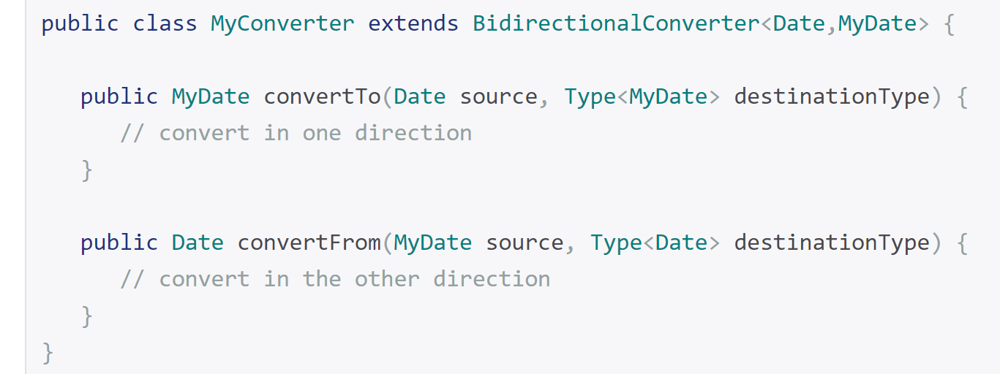 public class MyConverter extends BidirectionalConverter<Date,MyDate> {
public MyDate convertTo(Date source, Type<MyDate> destinationType) {
// convert in one direction
}
public Date convertFrom(MyDate source, Type<Date> destinationType) {
// convert in the other direction
}
}